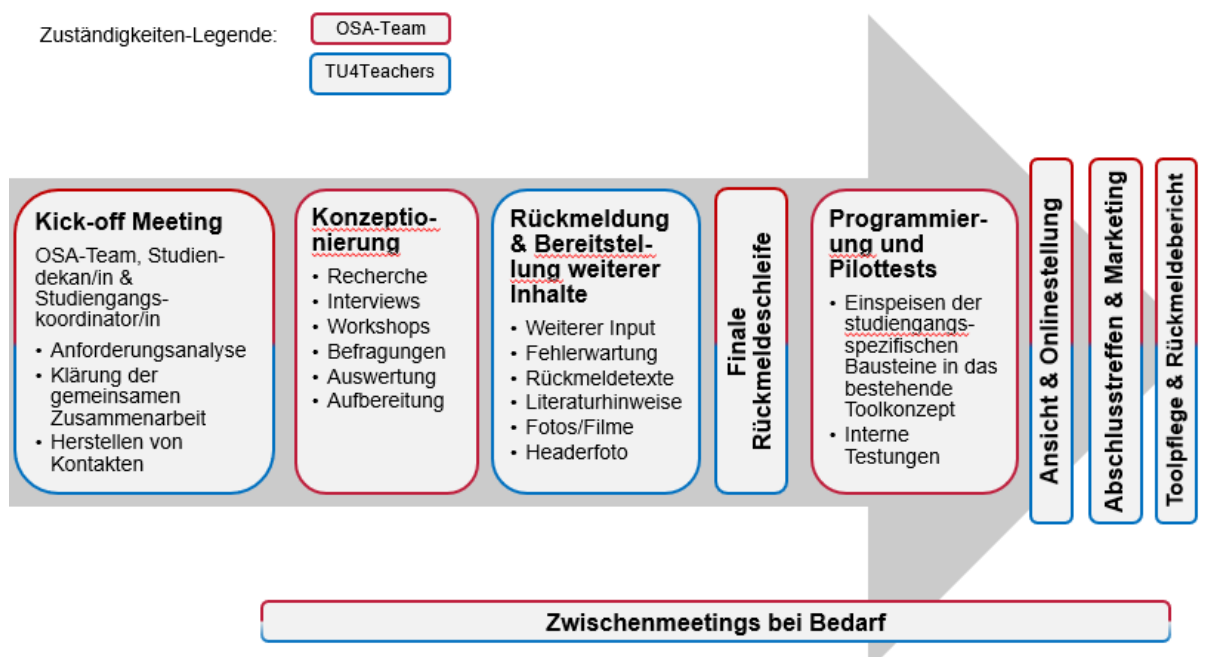 Zuständigkeiten-Legende:
OSA-Team
TU4Teachers
Kick-off Meeting
OSA-Team, Studien-
dekan/in &
Studiengangs-
koordinator/in
• Anforderungsanalyse
• Klärung der
gemeinsamen
Zusammenarbeit
• Herstellen von
Kontakten
Konzeptio-
nierung
• Recherche
• Interviews
• Workshops
• Befragungen
• Auswertung
• Aufbereitung
Rückmeldung
& Bereitstel-
lung weiterer
Inhalte
• Weiterer Input
• Fehlerwartung
• Rückmeldetexte
• Literaturhinweise
• Fotos/Filme
• Headerfoto
Finale
Rückmeldeschleife
Programmier-
ung und
Pilottests
• Einspeisen der
studiengangs-
spezifischen
Bausteine in das
bestehende
Toolkonzept
• Interne
Testungen
Ansicht & Onlinestellung
Abschlusstreffen & Marketing
Toolpflege & Rückmeldebericht
Zwischenmeetings bei Bedarf